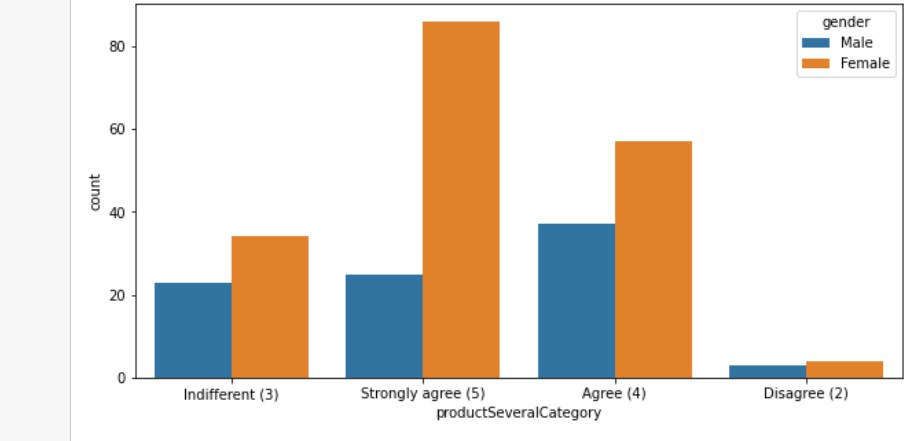 gender
Male
Female
80
60
40
20
0
count
Indifferent (3)
Strongly agree (5)
Agree (4)
Disagree (2)
productSeveralCategory